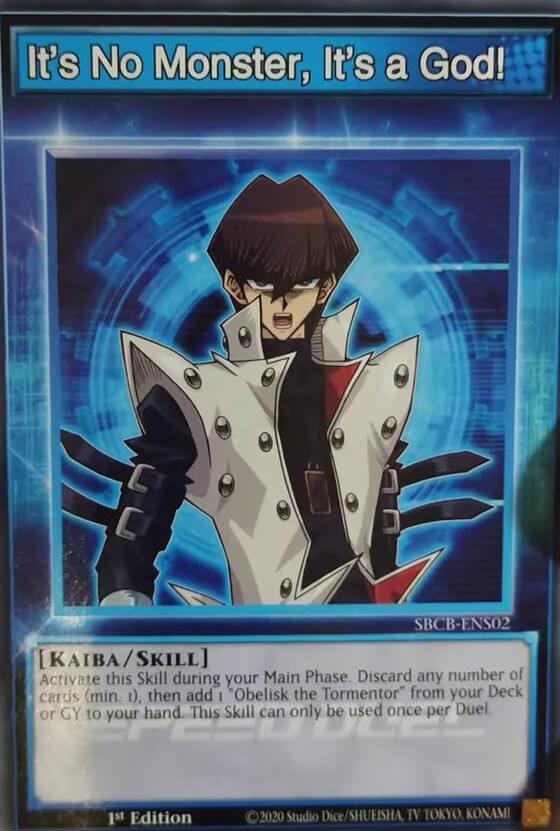 It's No Monster, It's a God!
SBCB-ENS02
[KAIBA/SKILL]
Activate this Skill during your Main Phase. Discard any number of
cards (min. 1), then add 1 "Obelisk the Tormentor" from your Deck
or GY to your hand. This Skill can only be used once per Duel.
SPEED DUEL
1st Edition
©2020 Studio Dice/SHUEISHA, TV TOKYO, KONAMI